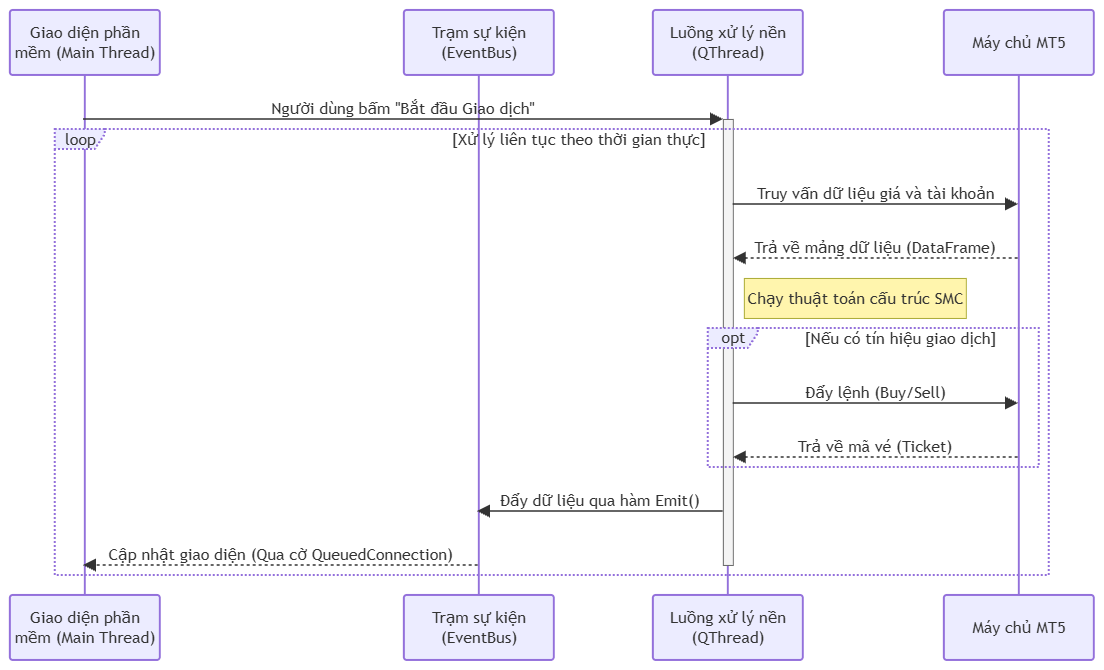 Giao diện phần
mềm (Main Thread)
Trạm sự kiện
(EventBus)
Luồng xử lý nền
(QThread)
Máy chủ MT5
Người dùng bấm "Bắt đầu Giao dịch"
loop
[Xử lý liên tục theo thời gian thực]
Truy vấn dữ liệu giá và tài khoản
Trả về mảng dữ liệu (DataFrame)
Chạy thuật toán cấu trúc SMC
opt
[Nếu có tín hiệu giao dịch]
Đẩy lệnh (Buy/Sell)
Trả về mã vé (Ticket)
Đẩy dữ liệu qua hàm Emit()
Cập nhật giao diện (Qua cờ QueuedConnection)
Giao diện phần
mềm (Main Thread)
Trạm sự kiện
(EventBus)
Luồng xử lý nền
(QThread)
Máy chủ MT5